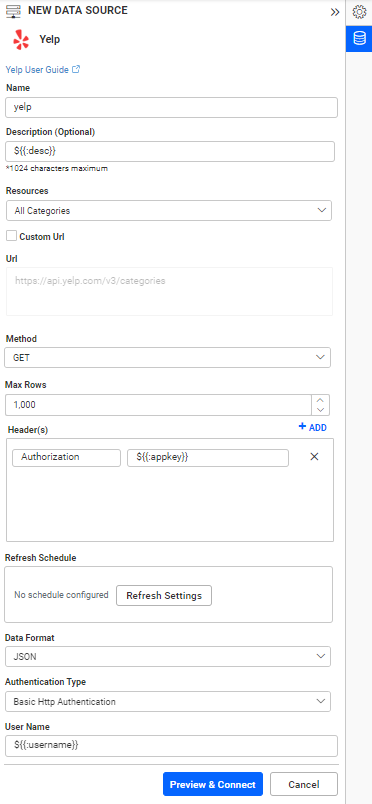 NEW DATA SOURCE
Yelp
Yelp User Guide
Name
yelp
Description (Optional)
${{:desc}}
*1024 characters maximum
Resources
All Categories
Custom Url
Url
https://api.yelp.com/v3/categories
Method
GET
Max Rows
1,000
Header(s) + ADD
Authorization ${{:appkey}}
Refresh Schedule
No schedule configured Refresh Settings
Data Format
JSON
Authentication Type
Basic Http Authentication
User Name
${{:username}}
Preview & Connect Cancel